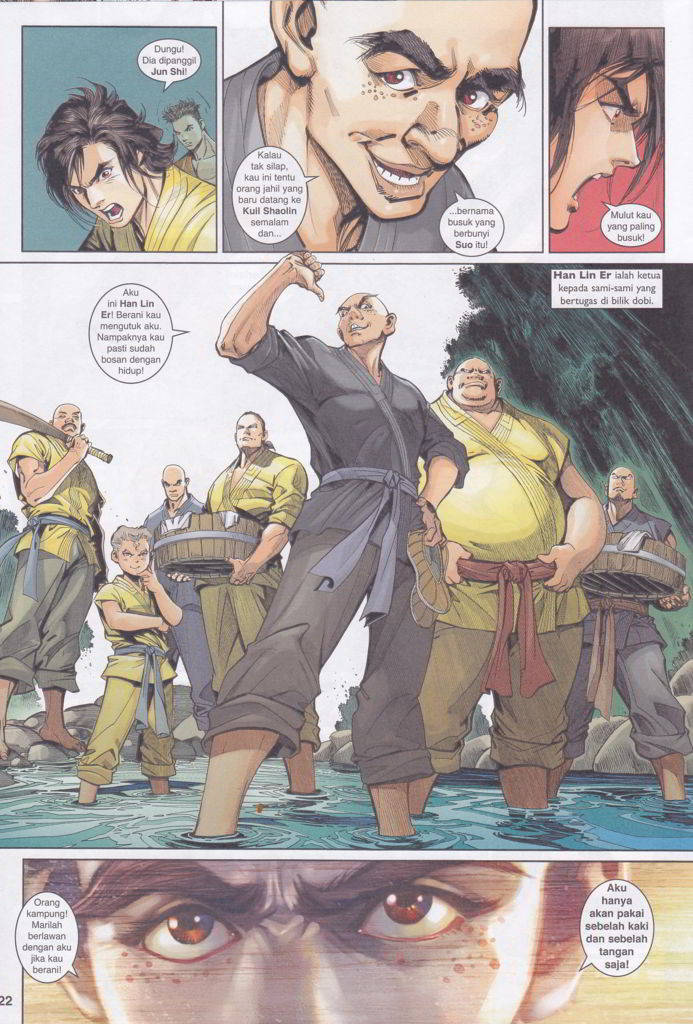 Dungu!
Dia dipanggil
Jun Shi!
Kalau
tak silap,
kau ini tentu
orang jahil yang
baru datang ke
Kuil Shaolin
semalam
dan...
...bernama
busuk yang
berbunyi
Suo itu!
Mulut kau
yang paling
busuk!
Aku
ini Han Lin
Er! Berani kau
mengutuk aku.
Nampaknya kau
pasti sudah
bosan dengan
hidup!
Han Lin Er ialah ketua
kepada sami-sami yang
bertugas di bilik dobi.
Orang
kampung!
Marilah
berlawan
dengan aku
jika kau
berani!
Aku
hanya
akan pakai
sebelah kaki
dan sebelah
tangan
saja!
22